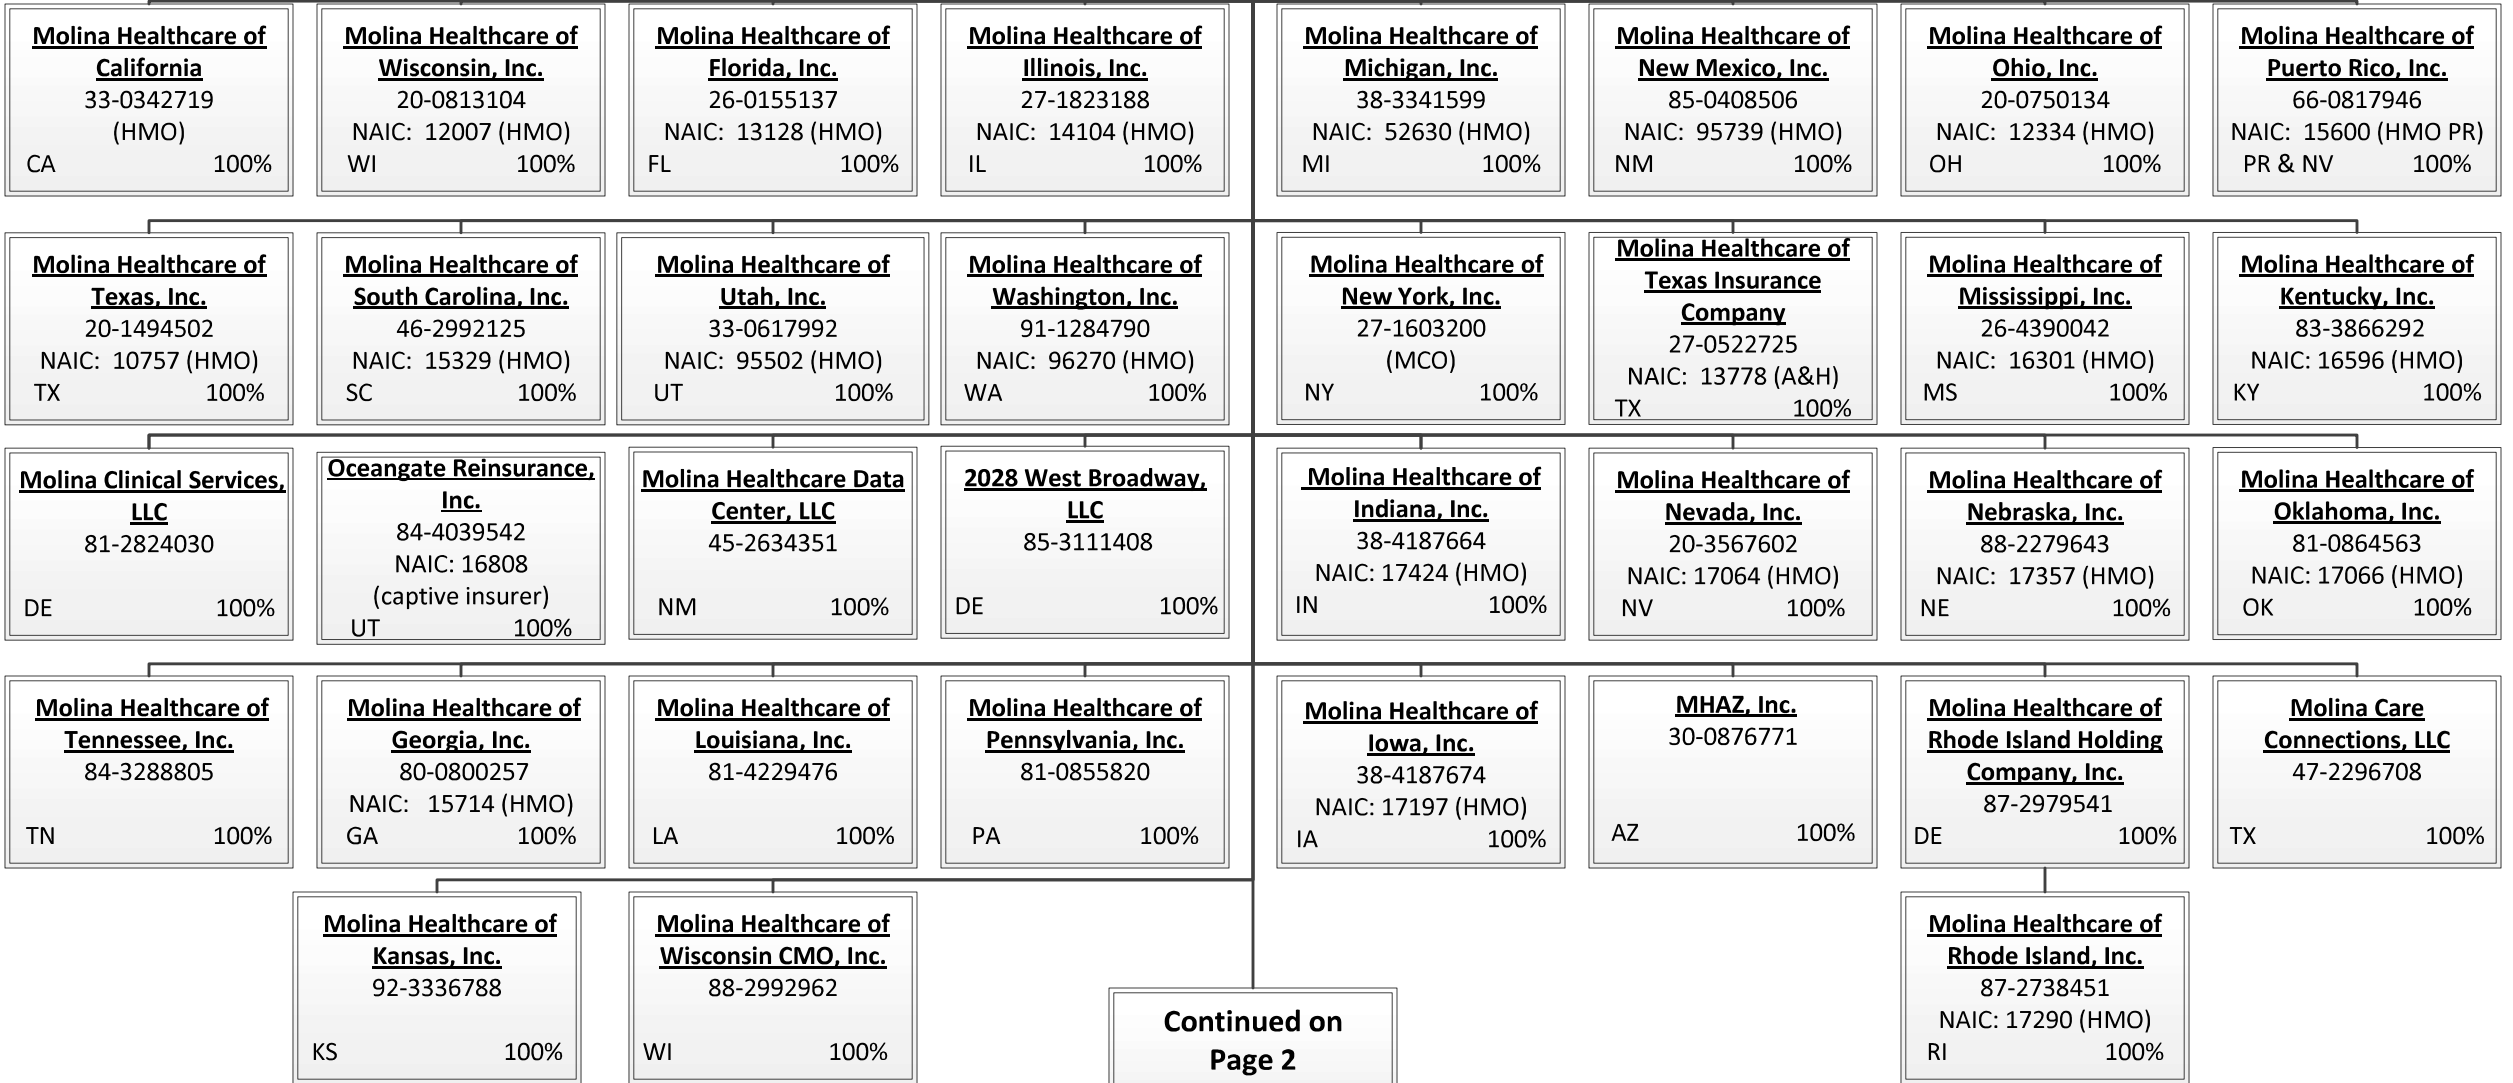 Molina Healthcare of
California
33-0342719
(HMO)
CA 100%
Molina Healthcare of
Wisconsin, Inc.
20-0813104
NAIC: 12007 (HMO)
WI 100%
Molina Healthcare of
Florida, Inc.
26-0155137
NAIC: 13128 (HMO)
FL 100%
Molina Healthcare of
Illinois, Inc.
27-1823188
NAIC: 14104 (HMO)
IL 100%
Molina Healthcare of
Michigan, Inc.
38-3341599
NAIC: 52630 (HMO)
MI 100%
Molina Healthcare of
New Mexico, Inc.
85-0408506
NAIC: 95739 (HMO)
NM 100%
Molina Healthcare of
Ohio, Inc.
20-0750134
NAIC: 12334 (HMO)
OH 100%
Molina Healthcare of
Puerto Rico, Inc.
66-0817946
NAIC: 15600 (HMO PR)
PR & NV 100%
Molina Healthcare of
Texas, Inc.
20-1494502
NAIC: 10757 (HMO)
TX 100%
Molina Healthcare of
South Carolina, Inc.
46-2992125
NAIC: 15329 (HMO)
SC 100%
Molina Healthcare of
Utah, Inc.
33-0617992
NAIC: 95502 (HMO)
UT 100%
Molina Healthcare of
Washington, Inc.
91-1284790
NAIC: 96270 (HMO)
WA 100%
Molina Healthcare of
New York, Inc.
27-1603200
(MCO)
NY 100%
Molina Healthcare of
Texas Insurance
Company
27-0522725
NAIC: 13778 (A&H)
TX 100%
Molina Healthcare of
Mississippi, Inc.
26-4390042
NAIC: 16301 (HMO)
MS 100%
Molina Healthcare of
Kentucky, Inc.
83-3866292
NAIC: 16596 (HMO)
KY 100%
Molina Clinical Services,
LLC
81-2824030
DE 100%
Oceangate Reinsurance,
Inc.
84-4039542
NAIC: 16808
(captive insurer)
UT 100%
Molina Healthcare Data
Center, LLC
45-2634351
NM 100%
2028 West Broadway,
LLC
85-3111408
DE 100%
Molina Healthcare of
Indiana, Inc.
38-4187664
NAIC: 17424 (HMO)
IN 100%
Molina Healthcare of
Nevada, Inc.
20-3567602
NAIC: 17064 (HMO)
NV 100%
Molina Healthcare of
Nebraska, Inc.
88-2279643
NAIC: 17357 (HMO)
NE 100%
Molina Healthcare of
Oklahoma, Inc.
81-0864563
NAIC: 17066 (HMO)
OK 100%
Molina Healthcare of
Tennessee, Inc.
84-3288805
TN 100%
Molina Healthcare of
Georgia, Inc.
80-0800257
NAIC: 15714 (HMO)
GA 100%
Molina Healthcare of
Louisiana, Inc.
81-4229476
LA 100%
Molina Healthcare of
Pennsylvania, Inc.
81-0855820
PA 100%
Molina Healthcare of
Iowa, Inc.
38-4187674
NAIC: 17197 (HMO)
IA 100%
MHAZ, Inc.
30-0876771
AZ 100%
Molina Healthcare of
Rhode Island Holding
Company, Inc.
87-2979541
DE 100%
Molina Care
Connections, LLC
47-2296708
TX 100%
Molina Healthcare of
Kansas, Inc.
92-3336788
KS 100%
Molina Healthcare of
Wisconsin CMO, Inc.
88-2992962
WI 100%
Continued on
Page 2
Molina Healthcare of
Rhode Island, Inc.
87-2738451
NAIC: 17290 (HMO)
RI 100%